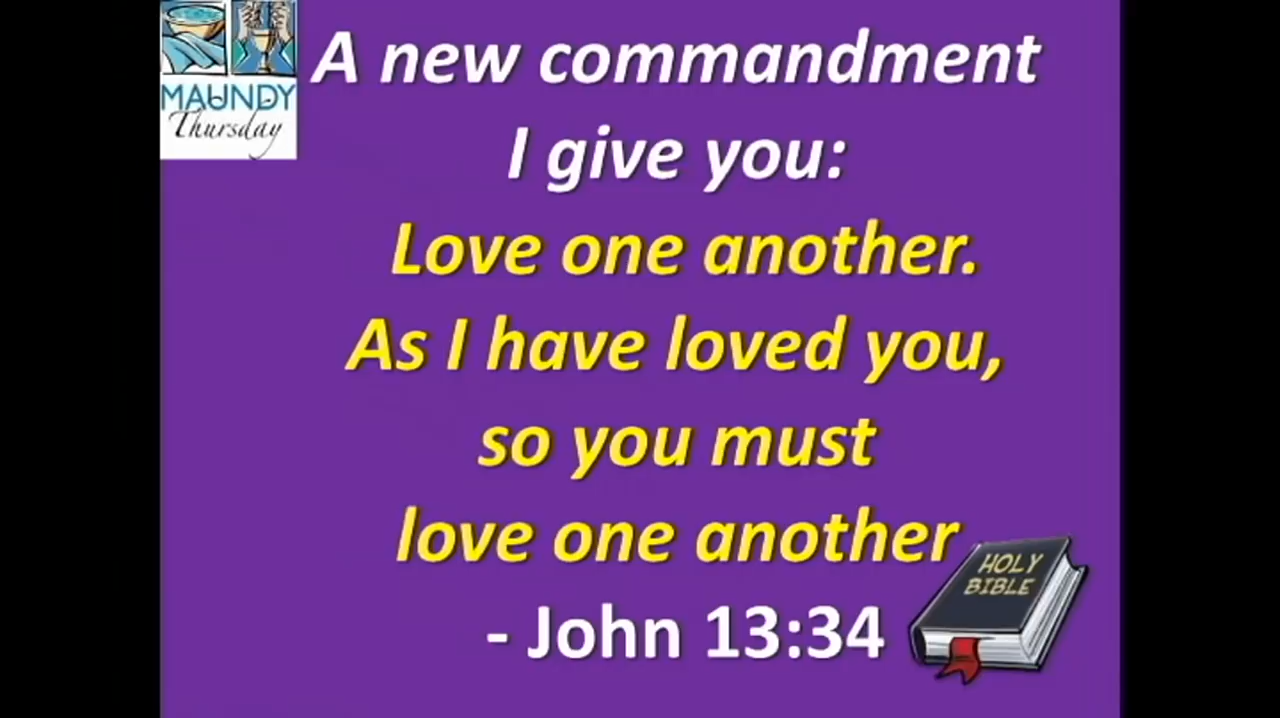 MAUNDY
Thursday
A new commandment
I give you:
Love one another.
As I have loved you,
so you must
love one another
- John 13:34
HOLY
BIBLE